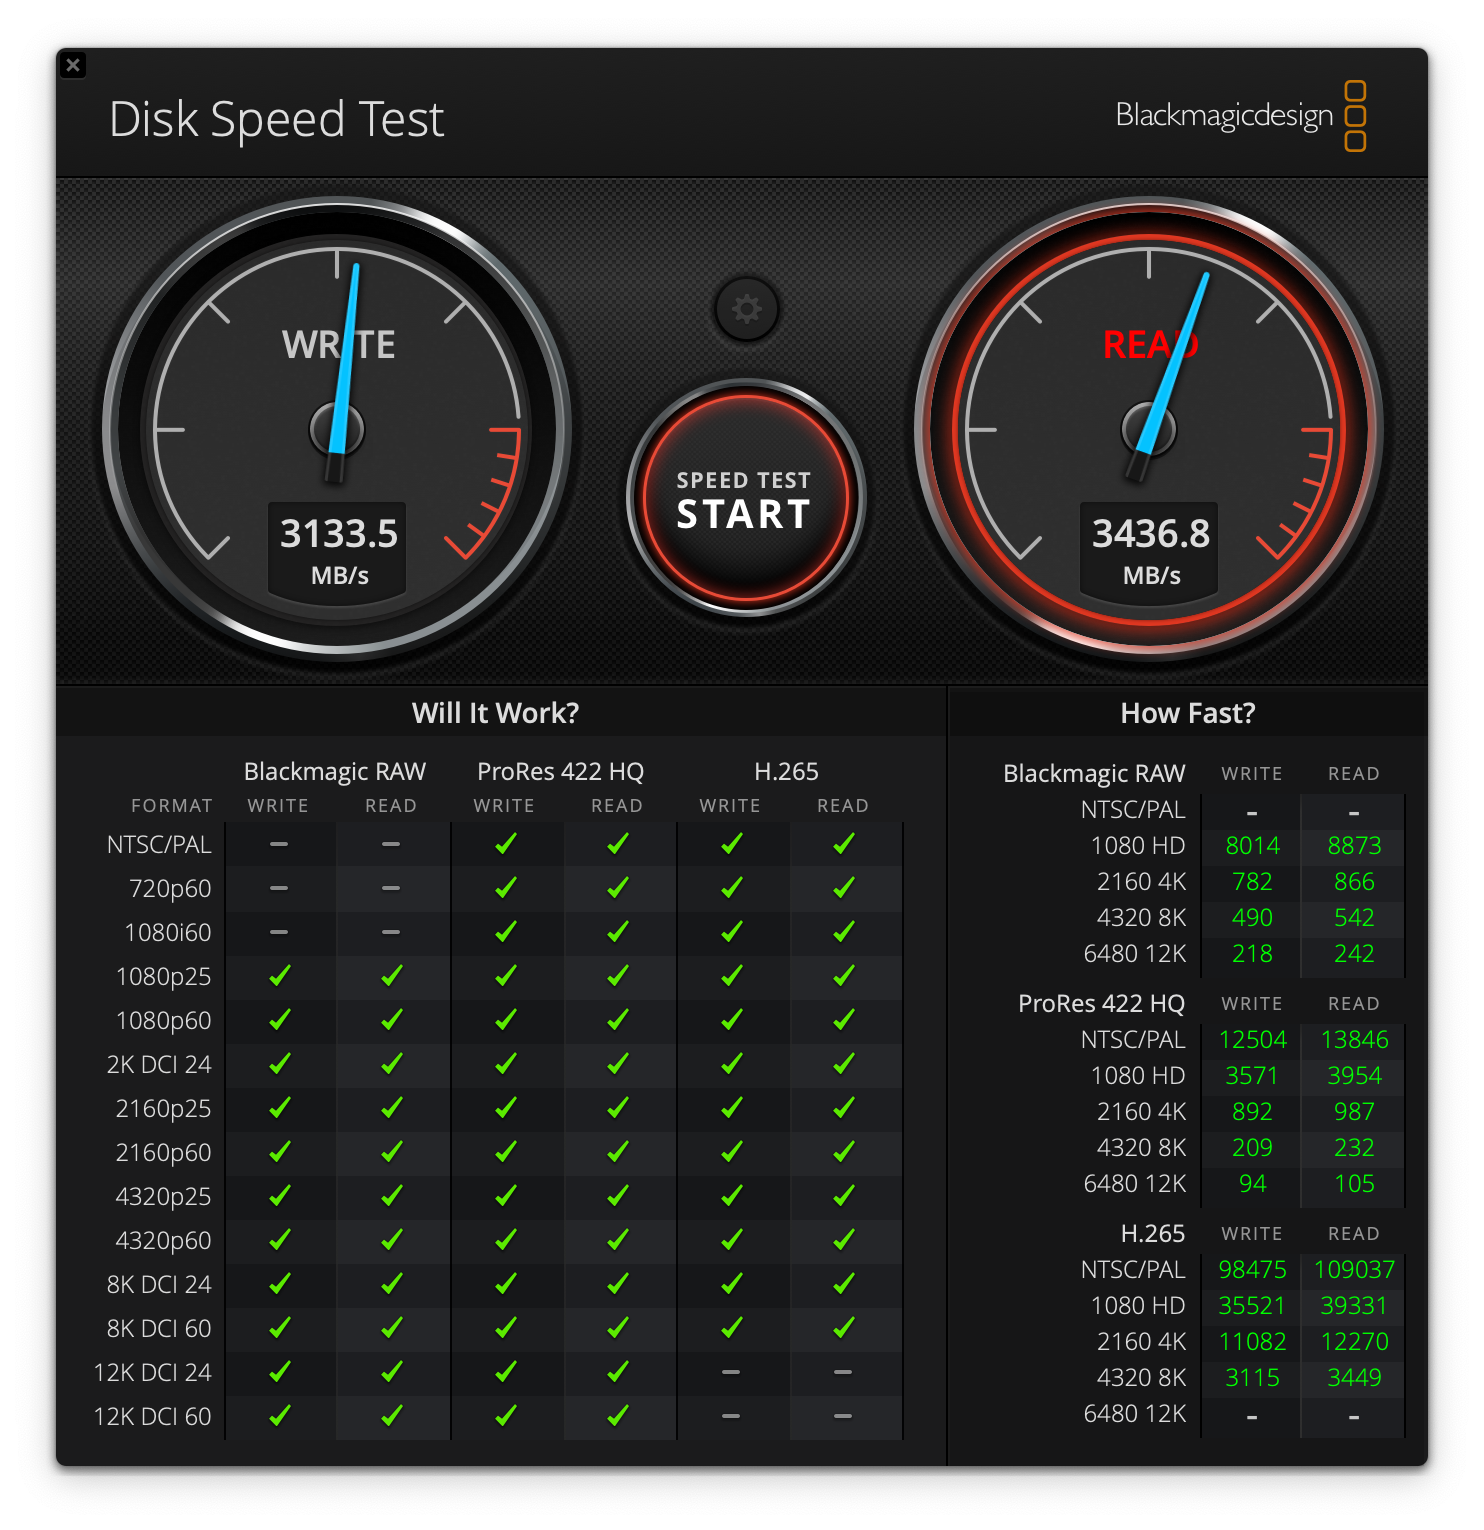 Disk Speed Test
Blackmagicdesign
WRITE
3133.5
MB/s
SPEED TEST
START
READ
3436.8
MB/s
Will It Work?
Blackmagic RAW ProRes 422 HQ H.265
FORMAT WRITE READ WRITE READ WRITE READ
NTSC/PAL – – ✓ ✓ ✓ ✓
720p60 – – ✓ ✓ ✓ ✓
1080i60 – – ✓ ✓ ✓ ✓
1080p25 ✓ ✓ ✓ ✓ ✓ ✓
1080p60 ✓ ✓ ✓ ✓ ✓ ✓
2K DCI 24 ✓ ✓ ✓ ✓ ✓ ✓
2160p25 ✓ ✓ ✓ ✓ ✓ ✓
2160p60 ✓ ✓ ✓ ✓ ✓ ✓
4320p25 ✓ ✓ ✓ ✓ ✓ ✓
4320p60 ✓ ✓ ✓ ✓ ✓ ✓
8K DCI 24 ✓ ✓ ✓ ✓ ✓ ✓
8K DCI 60 ✓ ✓ ✓ ✓ ✓ ✓
12K DCI 24 ✓ ✓ ✓ ✓ – –
12K DCI 60 ✓ ✓ ✓ ✓ – –
How Fast?
Blackmagic RAW WRITE READ
NTSC/PAL - -
1080 HD 8014 8873
2160 4K 782 866
4320 8K 490 542
6480 12K 218 242
ProRes 422 HQ WRITE READ
NTSC/PAL 12504 13846
1080 HD 3571 3954
2160 4K 892 987
4320 8K 209 232
6480 12K 94 105
H.265 WRITE READ
NTSC/PAL 98475 109037
1080 HD 35521 39331
2160 4K 11082 12270
4320 8K 3115 3449
6480 12K - -